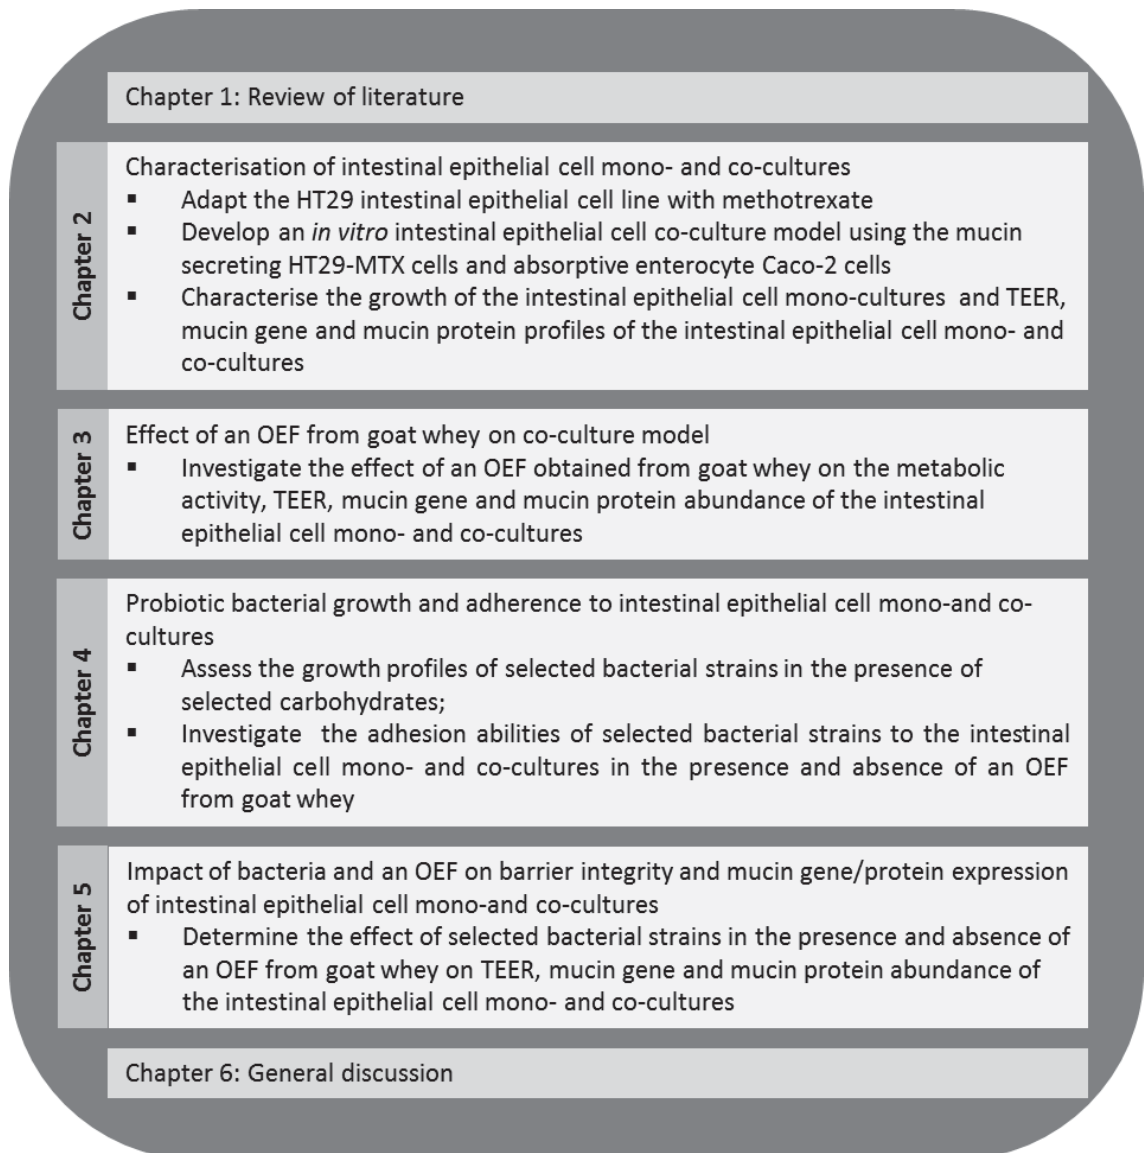 Chapter 1: Review of literature
Chapter 2
Characterisation of intestinal epithelial cell mono- and co-cultures
▪ Adapt the HT29 intestinal epithelial cell line with methotrexate
▪ Develop an in vitro intestinal epithelial cell co-culture model using the mucin
secreting HT29-MTX cells and absorptive enterocyte Caco-2 cells
▪ Characterise the growth of the intestinal epithelial cell mono-cultures and TEER,
mucin gene and mucin protein profiles of the intestinal epithelial cell mono- and
co-cultures
Chapter 3
Effect of an OEF from goat whey on co-culture model
▪ Investigate the effect of an OEF obtained from goat whey on the metabolic
activity, TEER, mucin gene and mucin protein abundance of the intestinal
epithelial cell mono- and co-cultures
Chapter 4
Probiotic bacterial growth and adherence to intestinal epithelial cell mono-and co-
cultures
▪ Assess the growth profiles of selected bacterial strains in the presence of
selected carbohydrates;
▪ Investigate the adhesion abilities of selected bacterial strains to the intestinal
epithelial cell mono- and co-cultures in the presence and absence of an OEF
from goat whey
Chapter 5
Impact of bacteria and an OEF on barrier integrity and mucin gene/protein expression
of intestinal epithelial cell mono-and co-cultures
▪ Determine the effect of selected bacterial strains in the presence and absence of
an OEF from goat whey on TEER, mucin gene and mucin protein abundance of
the intestinal epithelial cell mono- and co-cultures
Chapter 6: General discussion